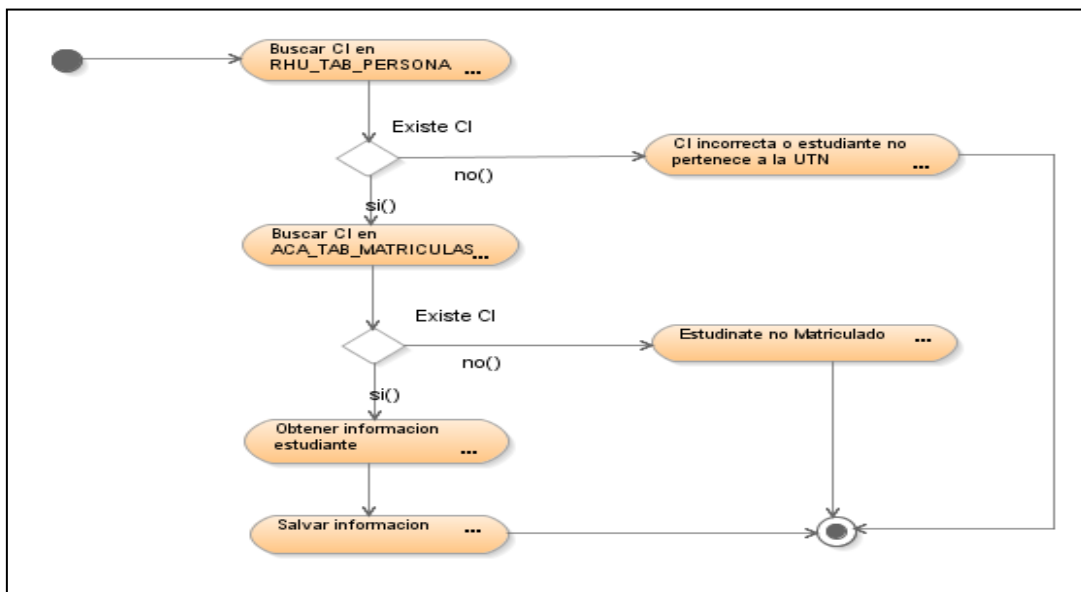 Buscar CI en
RHU_TAB_PERSONA ...
Existe CI
CI incorrecta o estudiante no
pertenece a la UTN ...
no()
si()
Buscar CI en
ACA_TAB_MATRICULAS ...
Existe CI
Estudinate no Matriculado ...
no()
si()
Obtener informacion
estudiante ...
Salvar informacion ...